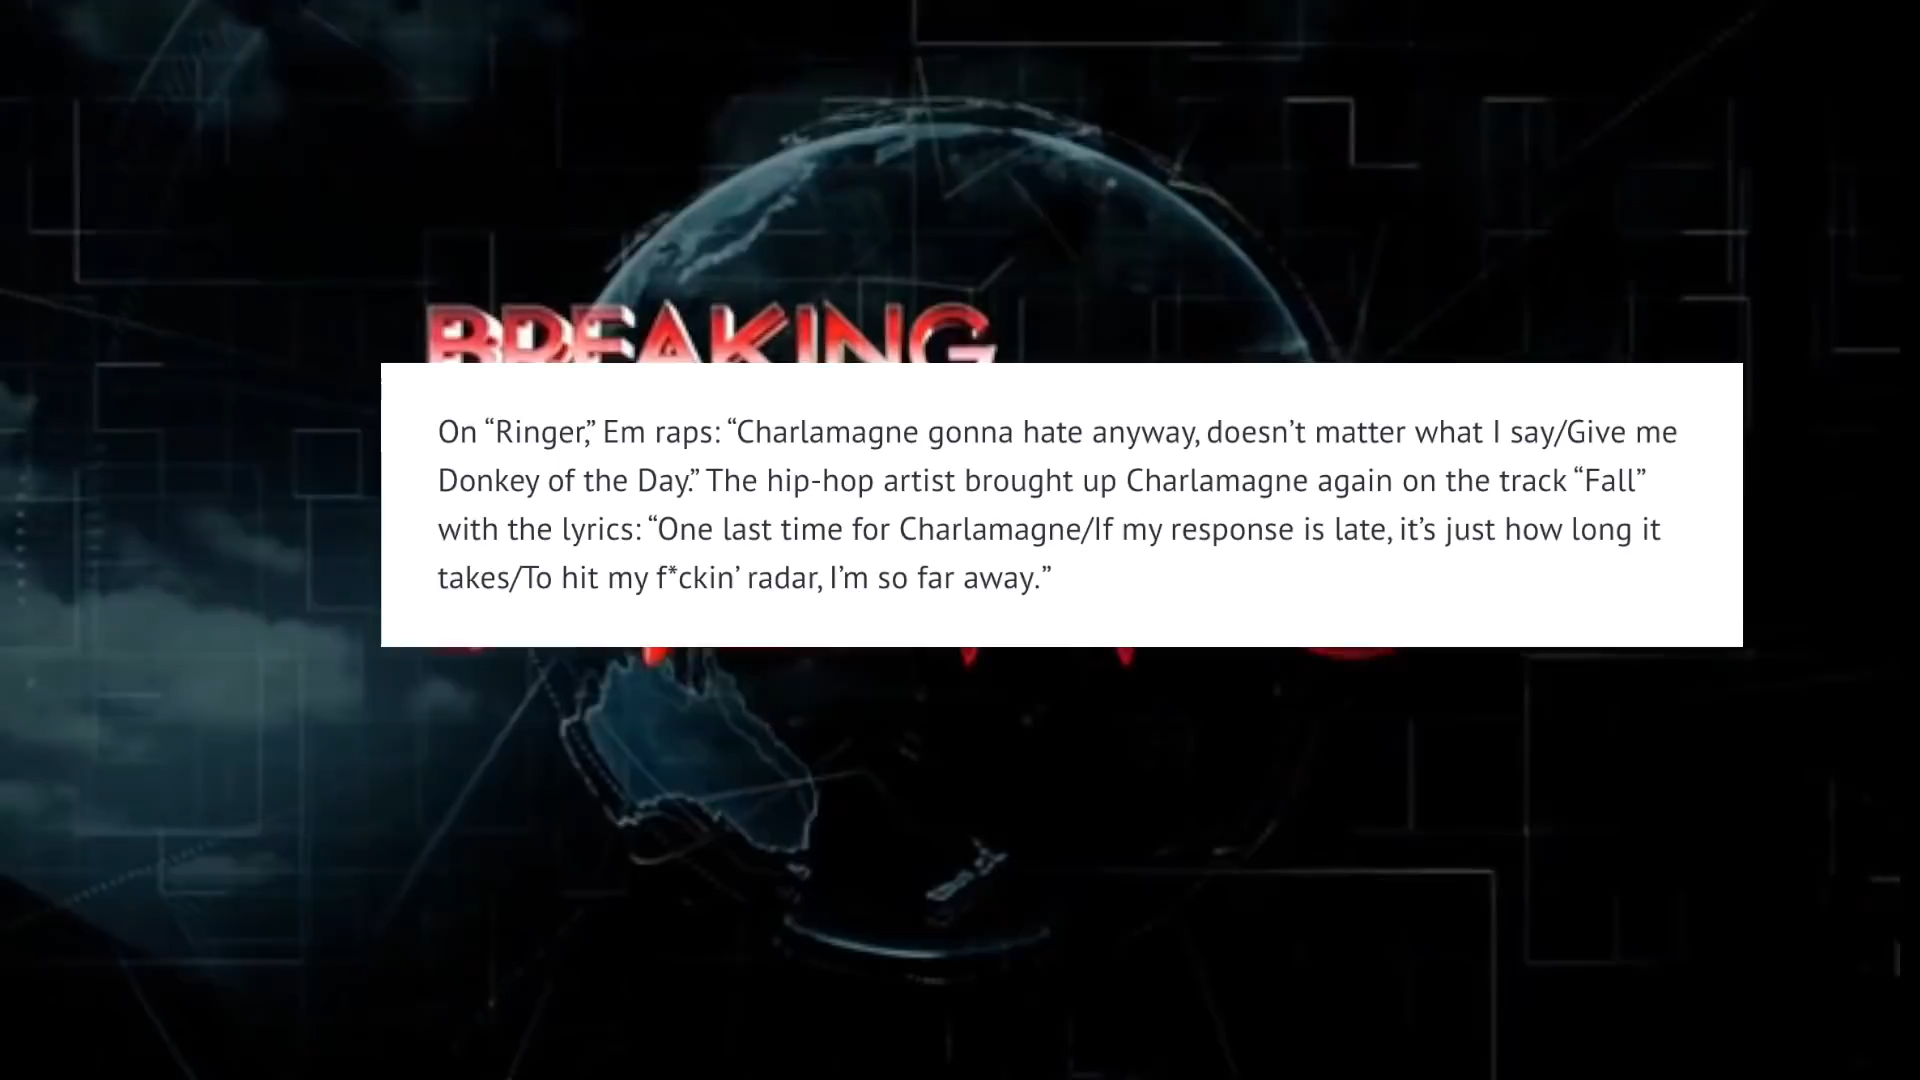 BREAKING
On “Ringer,” Em raps: “Charlamagne gonna hate anyway, doesn’t matter what I say/Give me
Donkey of the Day.” The hip-hop artist brought up Charlamagne again on the track “Fall”
with the lyrics: “One last time for Charlamagne/If my response is late, it’s just how long it
takes/To hit my f*ckin’ radar, I’m so far away.”